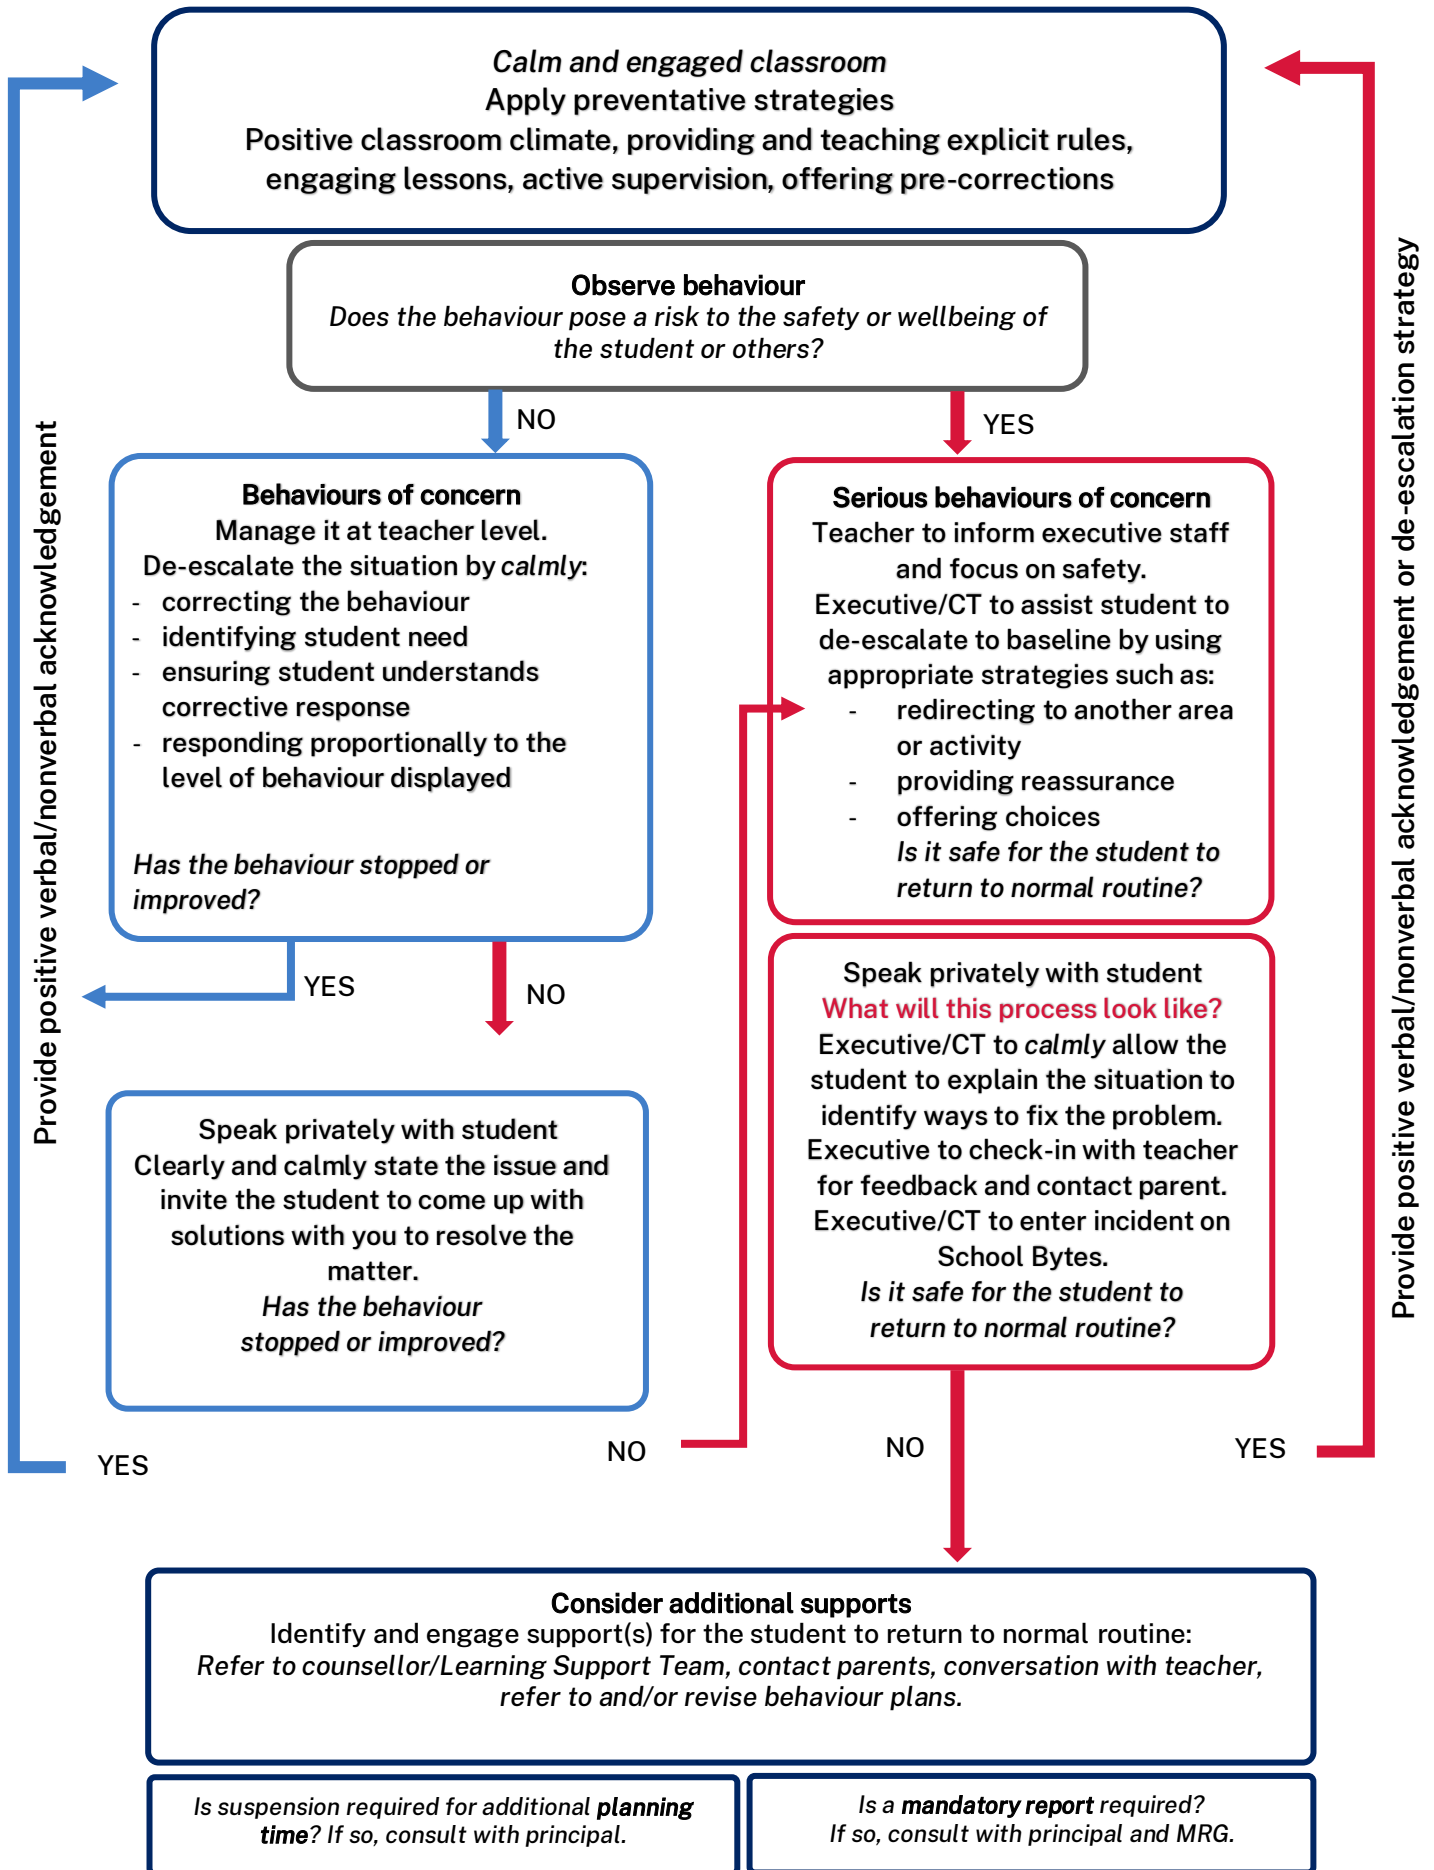 Calm and engaged classroom
Apply preventative strategies
Positive classroom climate, providing and teaching explicit rules,
engaging lessons, active supervision, offering pre-corrections
Observe behaviour
Does the behaviour pose a risk to the safety or wellbeing of
the student or others?
NO
YES
Provide positive verbal/nonverbal acknowledgement
Behaviours of concern
Manage it at teacher level.
De-escalate the situation by calmly:
- correcting the behaviour
- identifying student need
- ensuring student understands
corrective response
- responding proportionally to the
level of behaviour displayed
Has the behaviour stopped or
improved?
YES
NO
Speak privately with student
Clearly and calmly state the issue and
invite the student to come up with
solutions with you to resolve the
matter.
Has the behaviour
stopped or improved?
YES
NO
Serious behaviours of concern
Teacher to inform executive staff
and focus on safety.
Executive/CT to assist student to
de-escalate to baseline by using
appropriate strategies such as:
- redirecting to another area
or activity
- providing reassurance
- offering choices
Is it safe for the student to
return to normal routine?
Speak privately with student
What will this process look like?
Executive/CT to calmly allow the
student to explain the situation to
identify ways to fix the problem.
Executive to check-in with teacher
for feedback and contact parent.
Executive/CT to enter incident on
School Bytes.
Is it safe for the student to
return to normal routine?
NO
YES
Provide positive verbal/nonverbal acknowledgement or de-escalation strategy
Consider additional supports
Identify and engage support(s) for the student to return to normal routine:
Refer to counsellor/Learning Support Team, contact parents, conversation with teacher,
refer to and/or revise behaviour plans.
Is suspension required for additional planning
time? If so, consult with principal.
Is a mandatory report required?
If so, consult with principal and MRG.